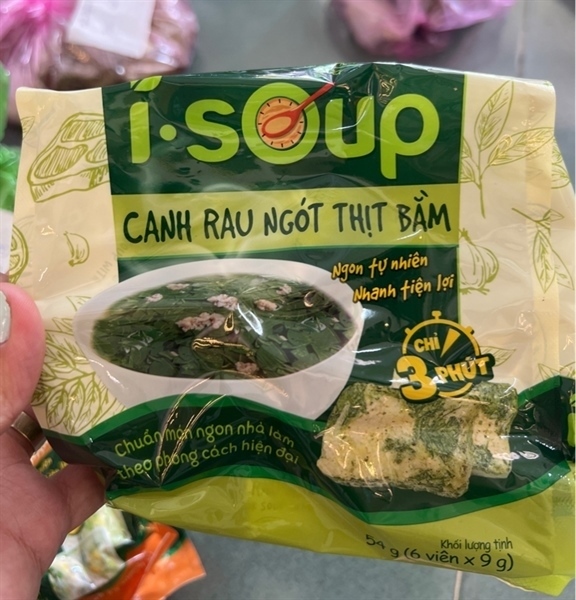 i·soup
CANH RAU NGÓT THỊT BẰM
Ngon tự nhiên
Nhanh tiện lợi
CHỈ
3 PHÚT
Chuẩn món ngon nhà làm
theo phong cách hiện đại
Khối lượng tịnh
54 g (6 viên x 9 g)